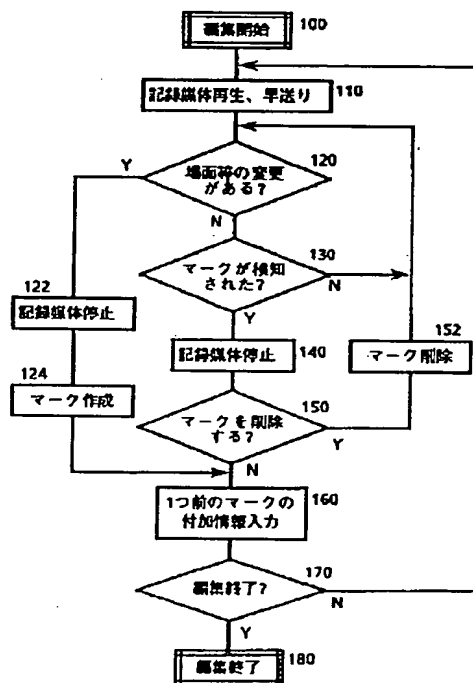 編集開始
100
記録媒体再生、早送り
110
120
Y
場面等の変更
がある?
N
130
マークが検知
された?
N
Y
122
記録媒体停止
140
記録媒体停止
152
マーク削除
124
マーク作成
150
マークを削除
する?
Y
N
160
1つ前のマークの
付加情報入力
170
編集終了?
N
Y
編集終了
180